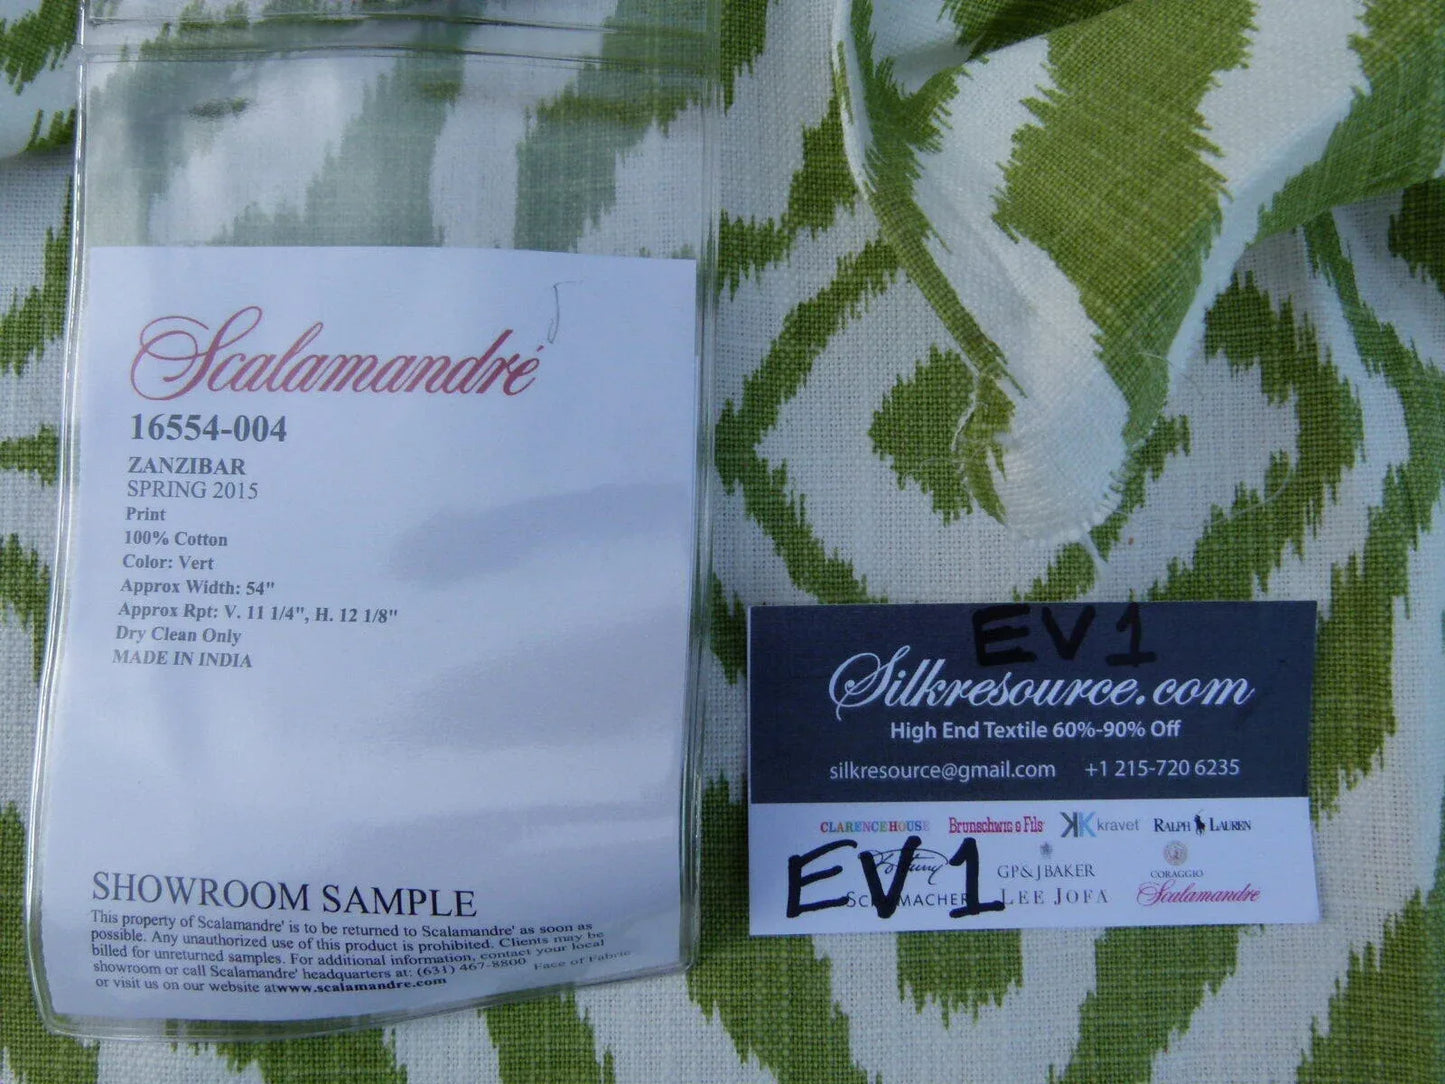 Scalamandré
16554-004
ZANZIBAR
SPRING 2015
Print
100% Cotton
Color: Vert
Approx Width: 54"
Approx Rpt: V. 11 1/4", H. 12 1/8"
Dry Clean Only
MADE IN INDIA
SHOWROOM SAMPLE
This property of Scalamandre' is to be returned to Scalamandre' as soon as
possible. Any unauthorized use of this product is prohibited. Clients may be
billed for unreturned samples. For additional information, contact your local
showroom or call Scalamandre' headquarters at: (631) 467-8800 Face of Fabric
or visit us on our website atwww.scalamandre.com
EV1
Silkresource.com
High End Textile 60%-90% Off
silkresource@gmail.com +1 215-720 6235
CLARENCE HOUSE Brunschwig & Fils kravet RALPH LAUREN
EV1
GP&JBAKER CORAGGIO
LEE JOFA Scalamandré